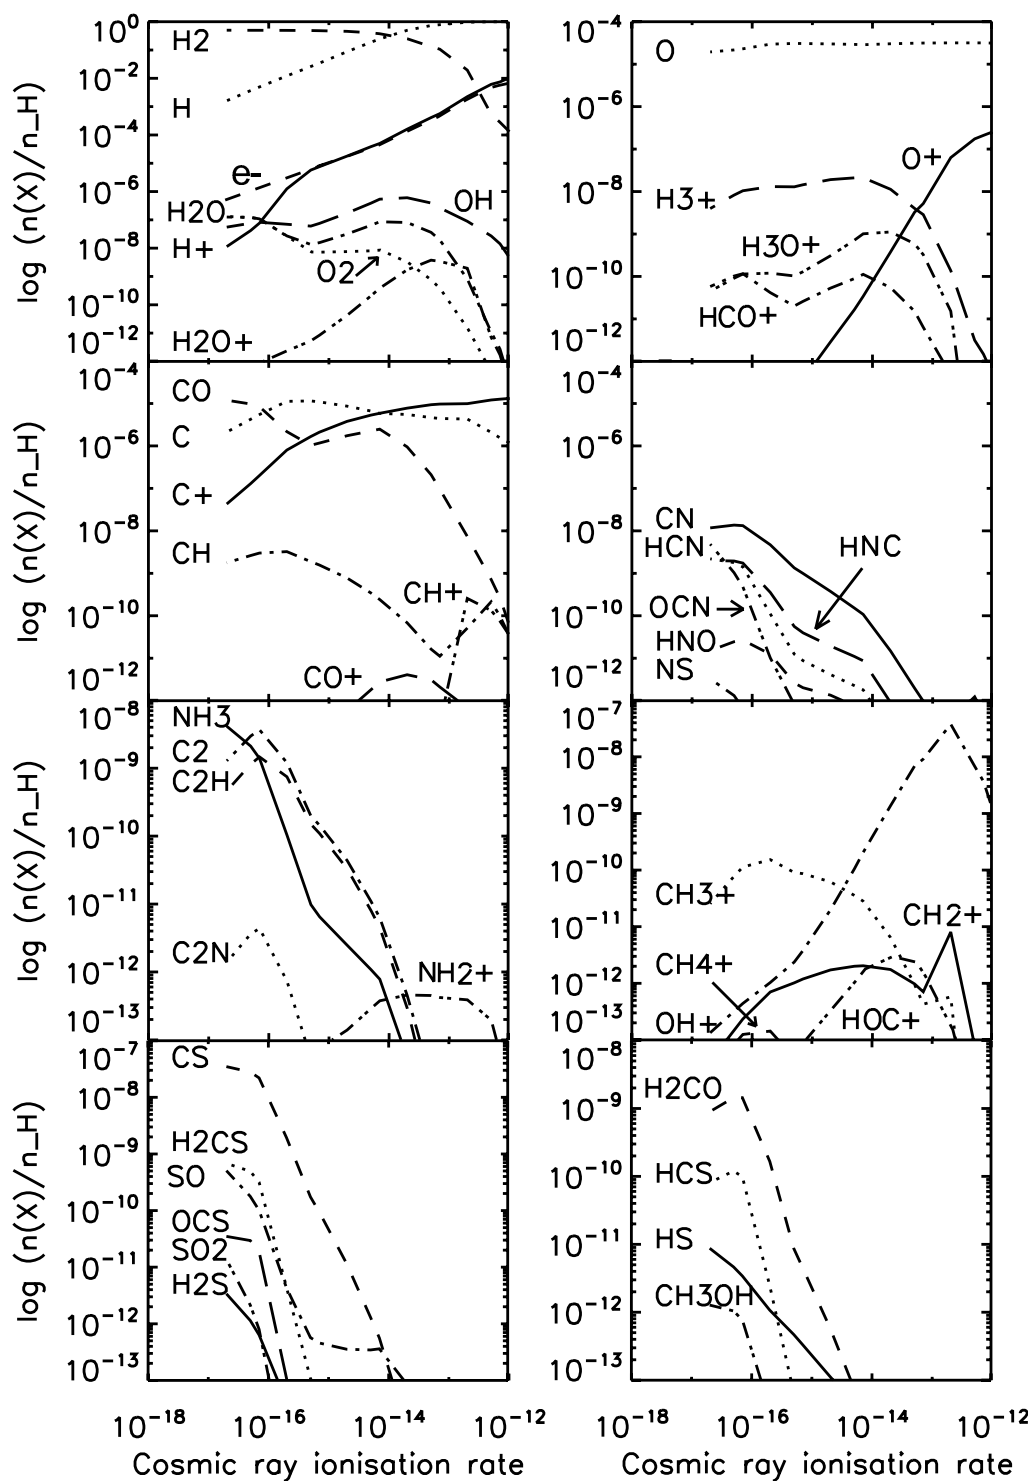 log (n(X)/n_H)
10^0
10^-2
10^-4
10^-6
10^-8
10^-10
10^-12
H2
H
e-
H2O
H+
OH
O2
H2O+
10^-4
10^-6
10^-8
10^-10
10^-12
O
O+
H3+
H3O+
HCO+
log (n(X)/n_H)
10^-4
10^-6
10^-8
10^-10
10^-12
CO
C
C+
CH
CH+
CO+
10^-4
10^-6
10^-8
10^-10
10^-12
CN
HCN
HNC
OCN
HNO
NS
log (n(X)/n_H)
10^-8
10^-9
10^-10
10^-11
10^-12
10^-13
NH3
C2
C2H
C2N
NH2+
10^-7
10^-8
10^-9
10^-10
10^-11
10^-12
10^-13
CH3+
CH2+
CH4+
OH+
HOC+
log (n(X)/n_H)
10^-7
10^-8
10^-9
10^-10
10^-11
10^-12
10^-13
CS
H2CS
SO
OCS
SO2
H2S
10^-18 10^-16 10^-14 10^-12
Cosmic ray ionisation rate
10^-8
10^-9
10^-10
10^-11
10^-12
10^-13
H2CO
HCS
HS
CH3OH
10^-18 10^-16 10^-14 10^-12
Cosmic ray ionisation rate